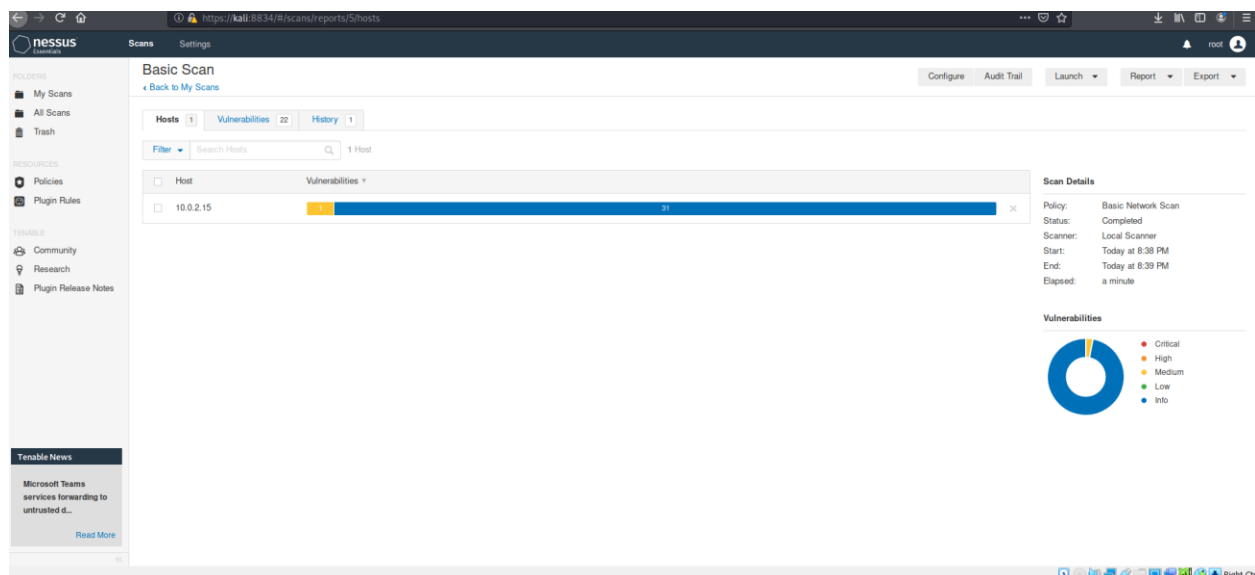 https://kali:8834/#/scans/reports/5/hosts
nessus
Essentials
Scans Settings
root
FOLDERS
My Scans
All Scans
Trash
RESOURCES
Policies
Plugin Rules
TENABLE
Community
Research
Plugin Release Notes
Tenable News
Microsoft Teams
services forwarding to
untrusted d...
Read More
Basic Scan
Back to My Scans
Configure Audit Trail Launch Report Export
Hosts 1 Vulnerabilities 22 History 1
Filter Search Hosts 1 Host
Host Vulnerabilities
10.0.2.15 1 31
Scan Details
Policy: Basic Network Scan
Status: Completed
Scanner: Local Scanner
Start: Today at 8:38 PM
End: Today at 8:39 PM
Elapsed: a minute
Vulnerabilities
Critical
High
Medium
Low
Info